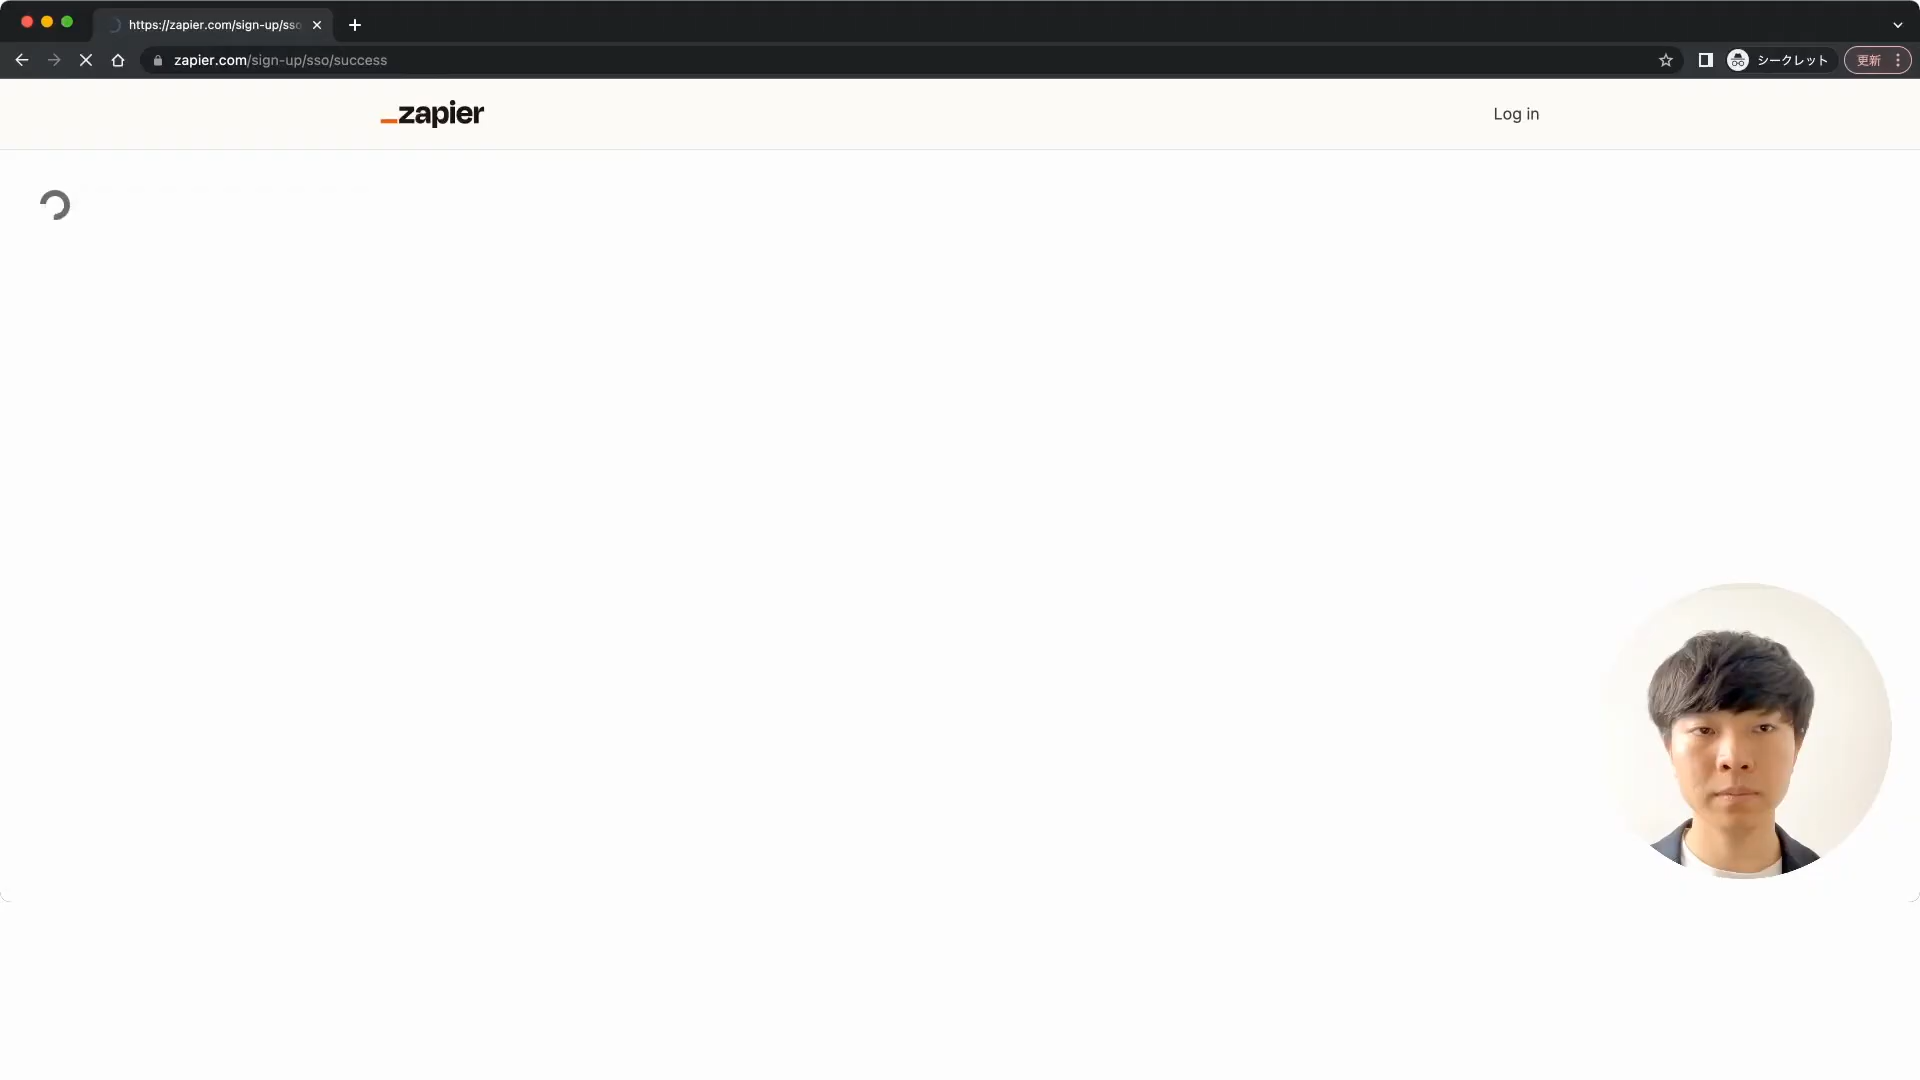 https://zapier.com/sign-up/sso
zapier.com/sign-up/sso/success
シークレット
更新
_zapier
Log in